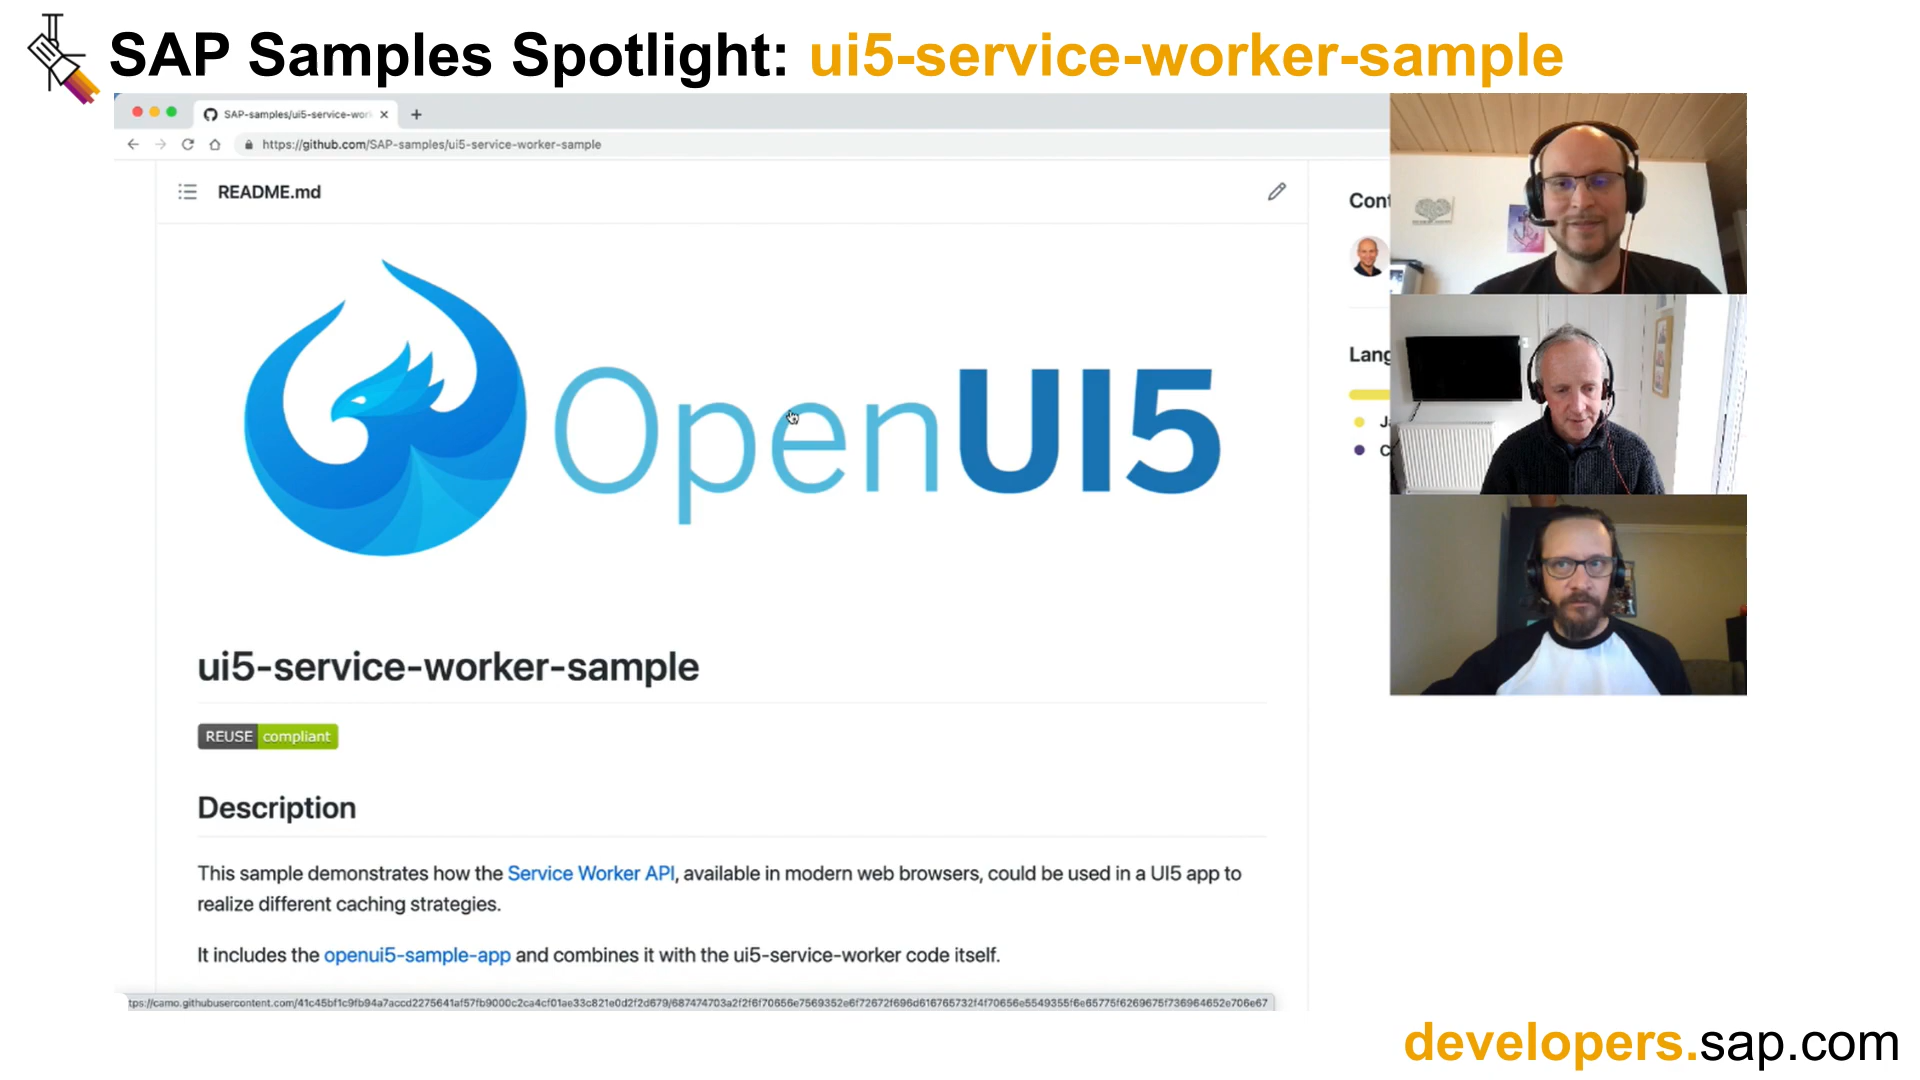 SAP Samples Spotlight: ui5-service-worker-sample
SAP-samples/ui5-service-wor
https://github.com/SAP-samples/ui5-service-worker-sample
README.md
Cont
OpenUI5
Lang
Ja
C
ui5-service-worker-sample
REUSE compliant
Description
This sample demonstrates how the Service Worker API, available in modern web browsers, could be used in a UI5 app to
realize different caching strategies.
It includes the openui5-sample-app and combines it with the ui5-service-worker code itself.
developers.sap.com